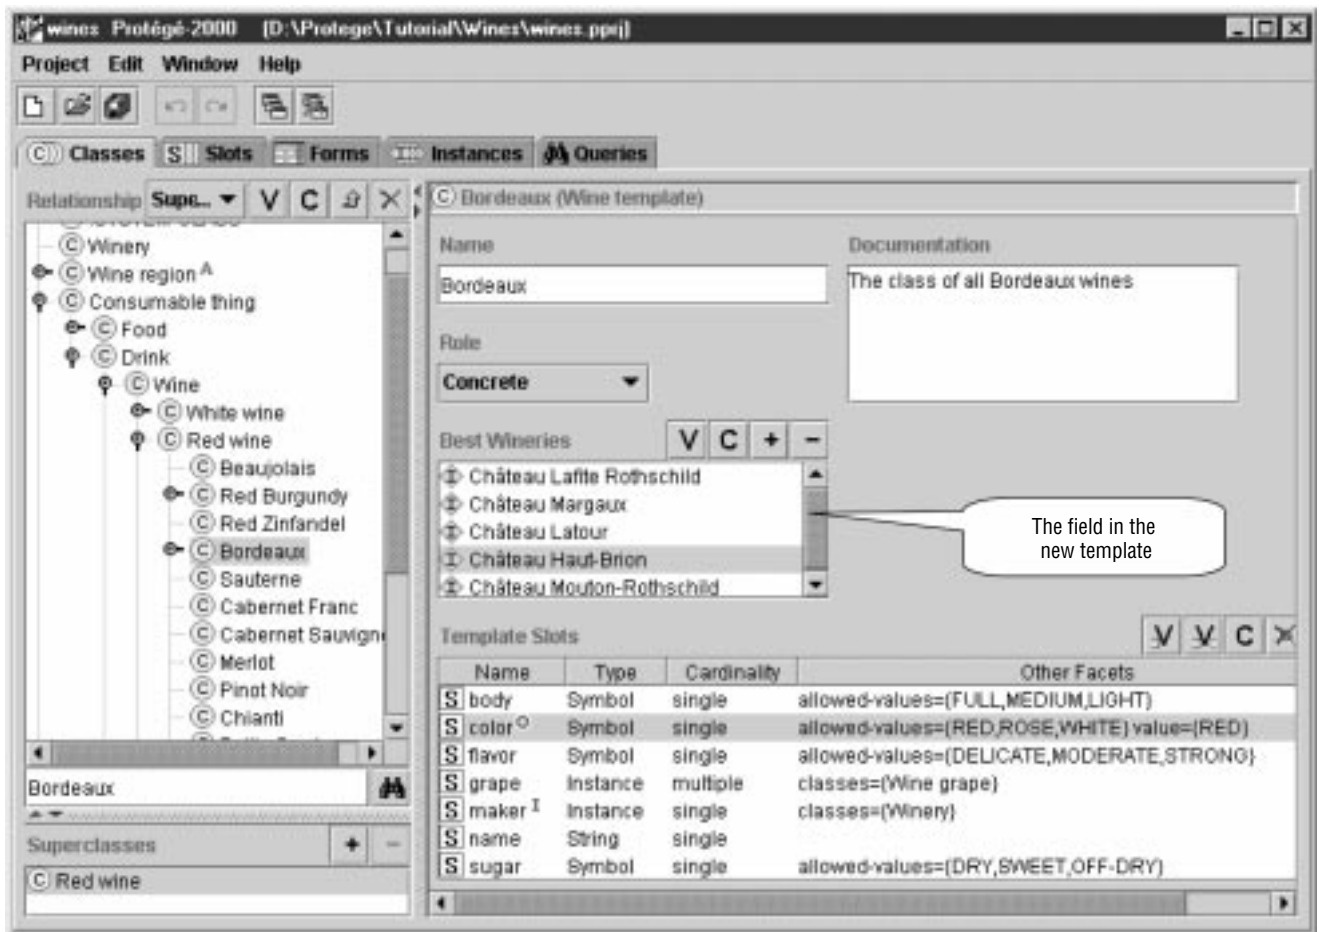 wines Protégé-2000 (D:\Protege\Tutorial\Wines\wines.pprj)
Project Edit Window Help
C Classes S Slots Forms Instances Queries
Relationship Supe... V C
C Winery
C Wine region A
C Consumable thing
C Food
C Drink
C Wine
C White wine
C Red wine
C Beaujolais
C Red Burgundy
C Red Zinfandel
C Bordeaux
C Sauterne
C Cabernet Franc
C Cabernet Sauvign
C Merlot
C Pinot Noir
C Chianti
Bordeaux
Superclasses + -
C Red wine
C Bordeaux (Wine template)
Name
Bordeaux
Documentation
The class of all Bordeaux wines
Role
Concrete
Best Wineries V C + -
I Château Lafite Rothschild
I Château Margaux
I Château Latour
I Château Haut-Brion
I Château Mouton-Rothschild
The field in the
new template
Template Slots V V C X
Name Type Cardinality Other Facets
S body Symbol single allowed-values={FULL,MEDIUM,LIGHT}
S color O Symbol single allowed-values={RED,ROSE,WHITE} value={RED}
S flavor Symbol single allowed-values={DELICATE,MODERATE,STRONG}
S grape Instance multiple classes={Wine grape}
S maker I Instance single classes={Winery}
S name String single
S sugar Symbol single allowed-values={DRY,SWEET,OFF-DRY}